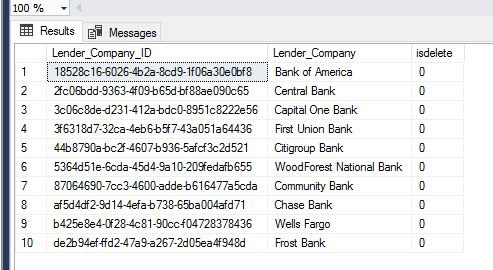 100 %
Results Messages
Lender_Company_ID Lender_Company isdelete
1 18528c16-6026-4b2a-8cd9-1f06a30e0bf8 Bank of America 0
2 2fc06bdd-9363-4f09-b65d-bf88ae090c65 Central Bank 0
3 3c06c8de-d231-412a-bdc0-8951c8222e56 Capital One Bank 0
4 3f6318d7-32ca-4eb6-b5f7-43a051a64436 First Union Bank 0
5 44b8790a-bc2f-4607-b936-5afcf3c2d521 Citigroup Bank 0
6 5364d51e-6cda-45d4-9a10-209fedafb655 WoodForest National Bank 0
7 87064690-7cc3-4600-adde-b616477a5cda Community Bank 0
8 af5d4df2-9d14-4efa-b738-65ba004afd71 Chase Bank 0
9 b425e8e4-0f28-4c81-90cc-f04728378436 Wells Fargo 0
10 de2b94ef-ffd2-47a9-a267-2d05ea4f948d Frost Bank 0